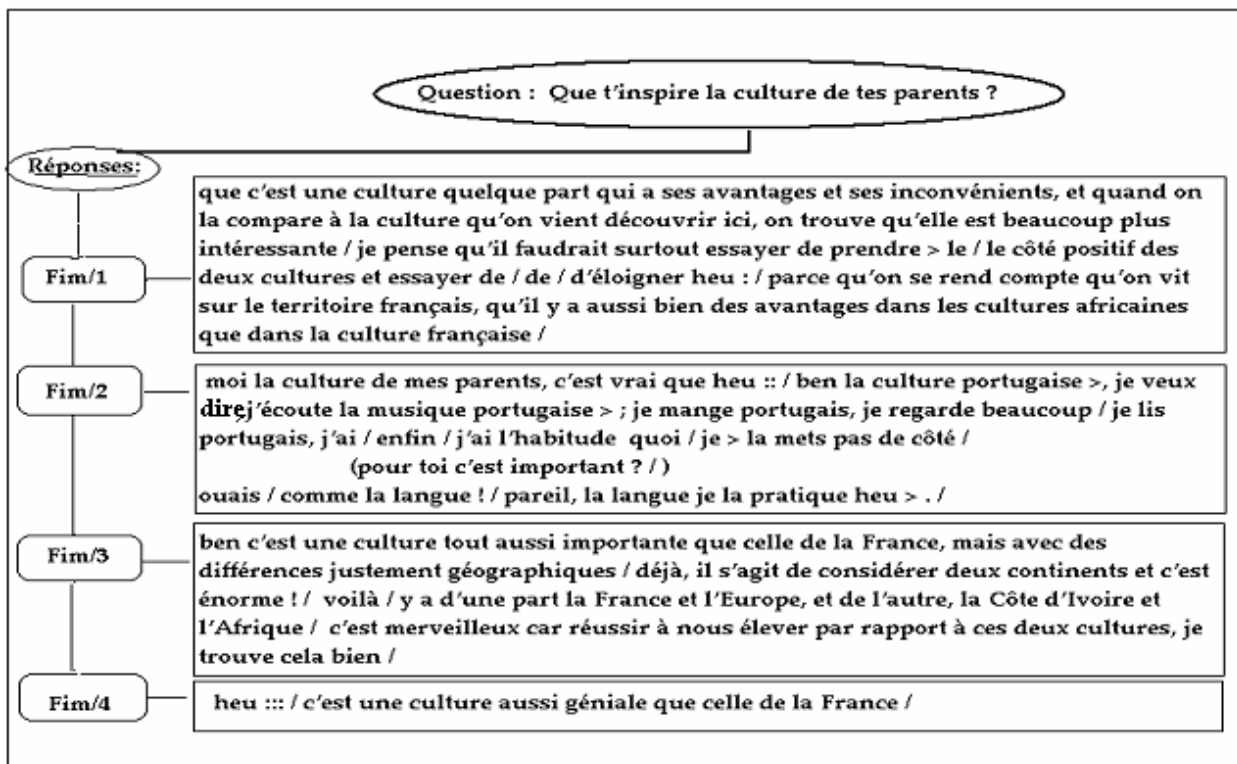 Question : Que t'inspire la culture de tes parents ?
Réponses:
que c'est une culture quelque part qui a ses avantages et ses inconvénients, et quand on
la compare à la culture qu'on vient découvrir ici, on trouve qu'elle est beaucoup plus
intéressante / je pense qu'il faudrait surtout essayer de prendre > le / le côté positif des
deux cultures et essayer de / de / d'éloigner heu : / parce qu'on se rend compte qu'on vit
sur le territoire français, qu'il y a aussi bien des avantages dans les cultures africaines
que dans la culture française /
Fim/1
Fim/2
moi la culture de mes parents, c'est vrai que heu :: / ben la culture portugaise >, je veux
dire,j'écoute la musique portugaise > ; je mange portugais, je regarde beaucoup / je lis
portugais, j'ai / enfin / j'ai l'habitude quoi / je > la mets pas de côté /
(pour toi c'est important ? / )
ouais / comme la langue ! / pareil, la langue je la pratique heu > . /
Fim/3
ben c'est une culture tout aussi importante que celle de la France, mais avec des
différences justement géographiques / déjà, il s'agit de considérer deux continents et c'est
énorme ! / voilà / y a d'une part la France et l'Europe, et de l'autre, la Côte d'Ivoire et
l'Afrique / c'est merveilleux car réussir à nous élever par rapport à ces deux cultures, je
trouve cela bien /
Fim/4
heu ::: / c'est une culture aussi géniale que celle de la France /